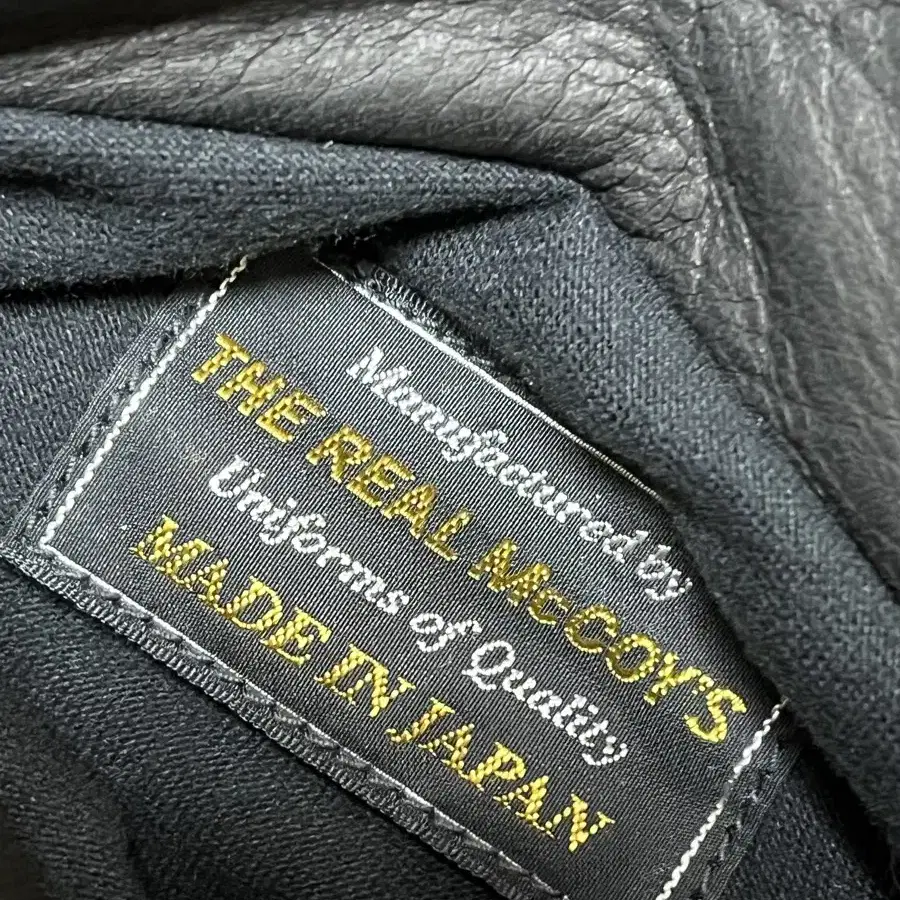 Manufactured by
THE REAL McCOY'S
Uniforms of Quality
MADE IN JAPAN